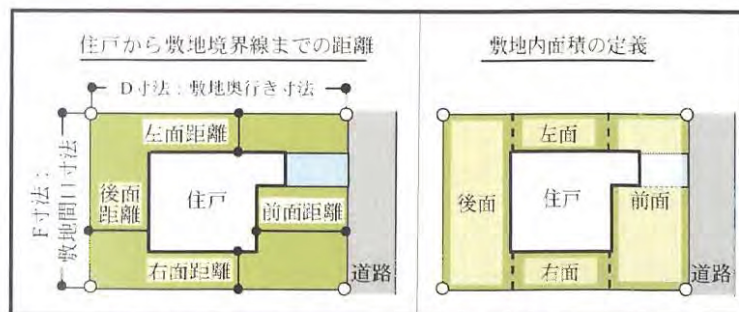 住戸から敷地境界線までの距離
D寸法：敷地奥行き寸法
F寸法：
敷地間口寸法
左面距離
後面
距離
住戸
前面距離
右面距離
道路
敷地内面積の定義
左面
後面
住戸
前面
右面
道路